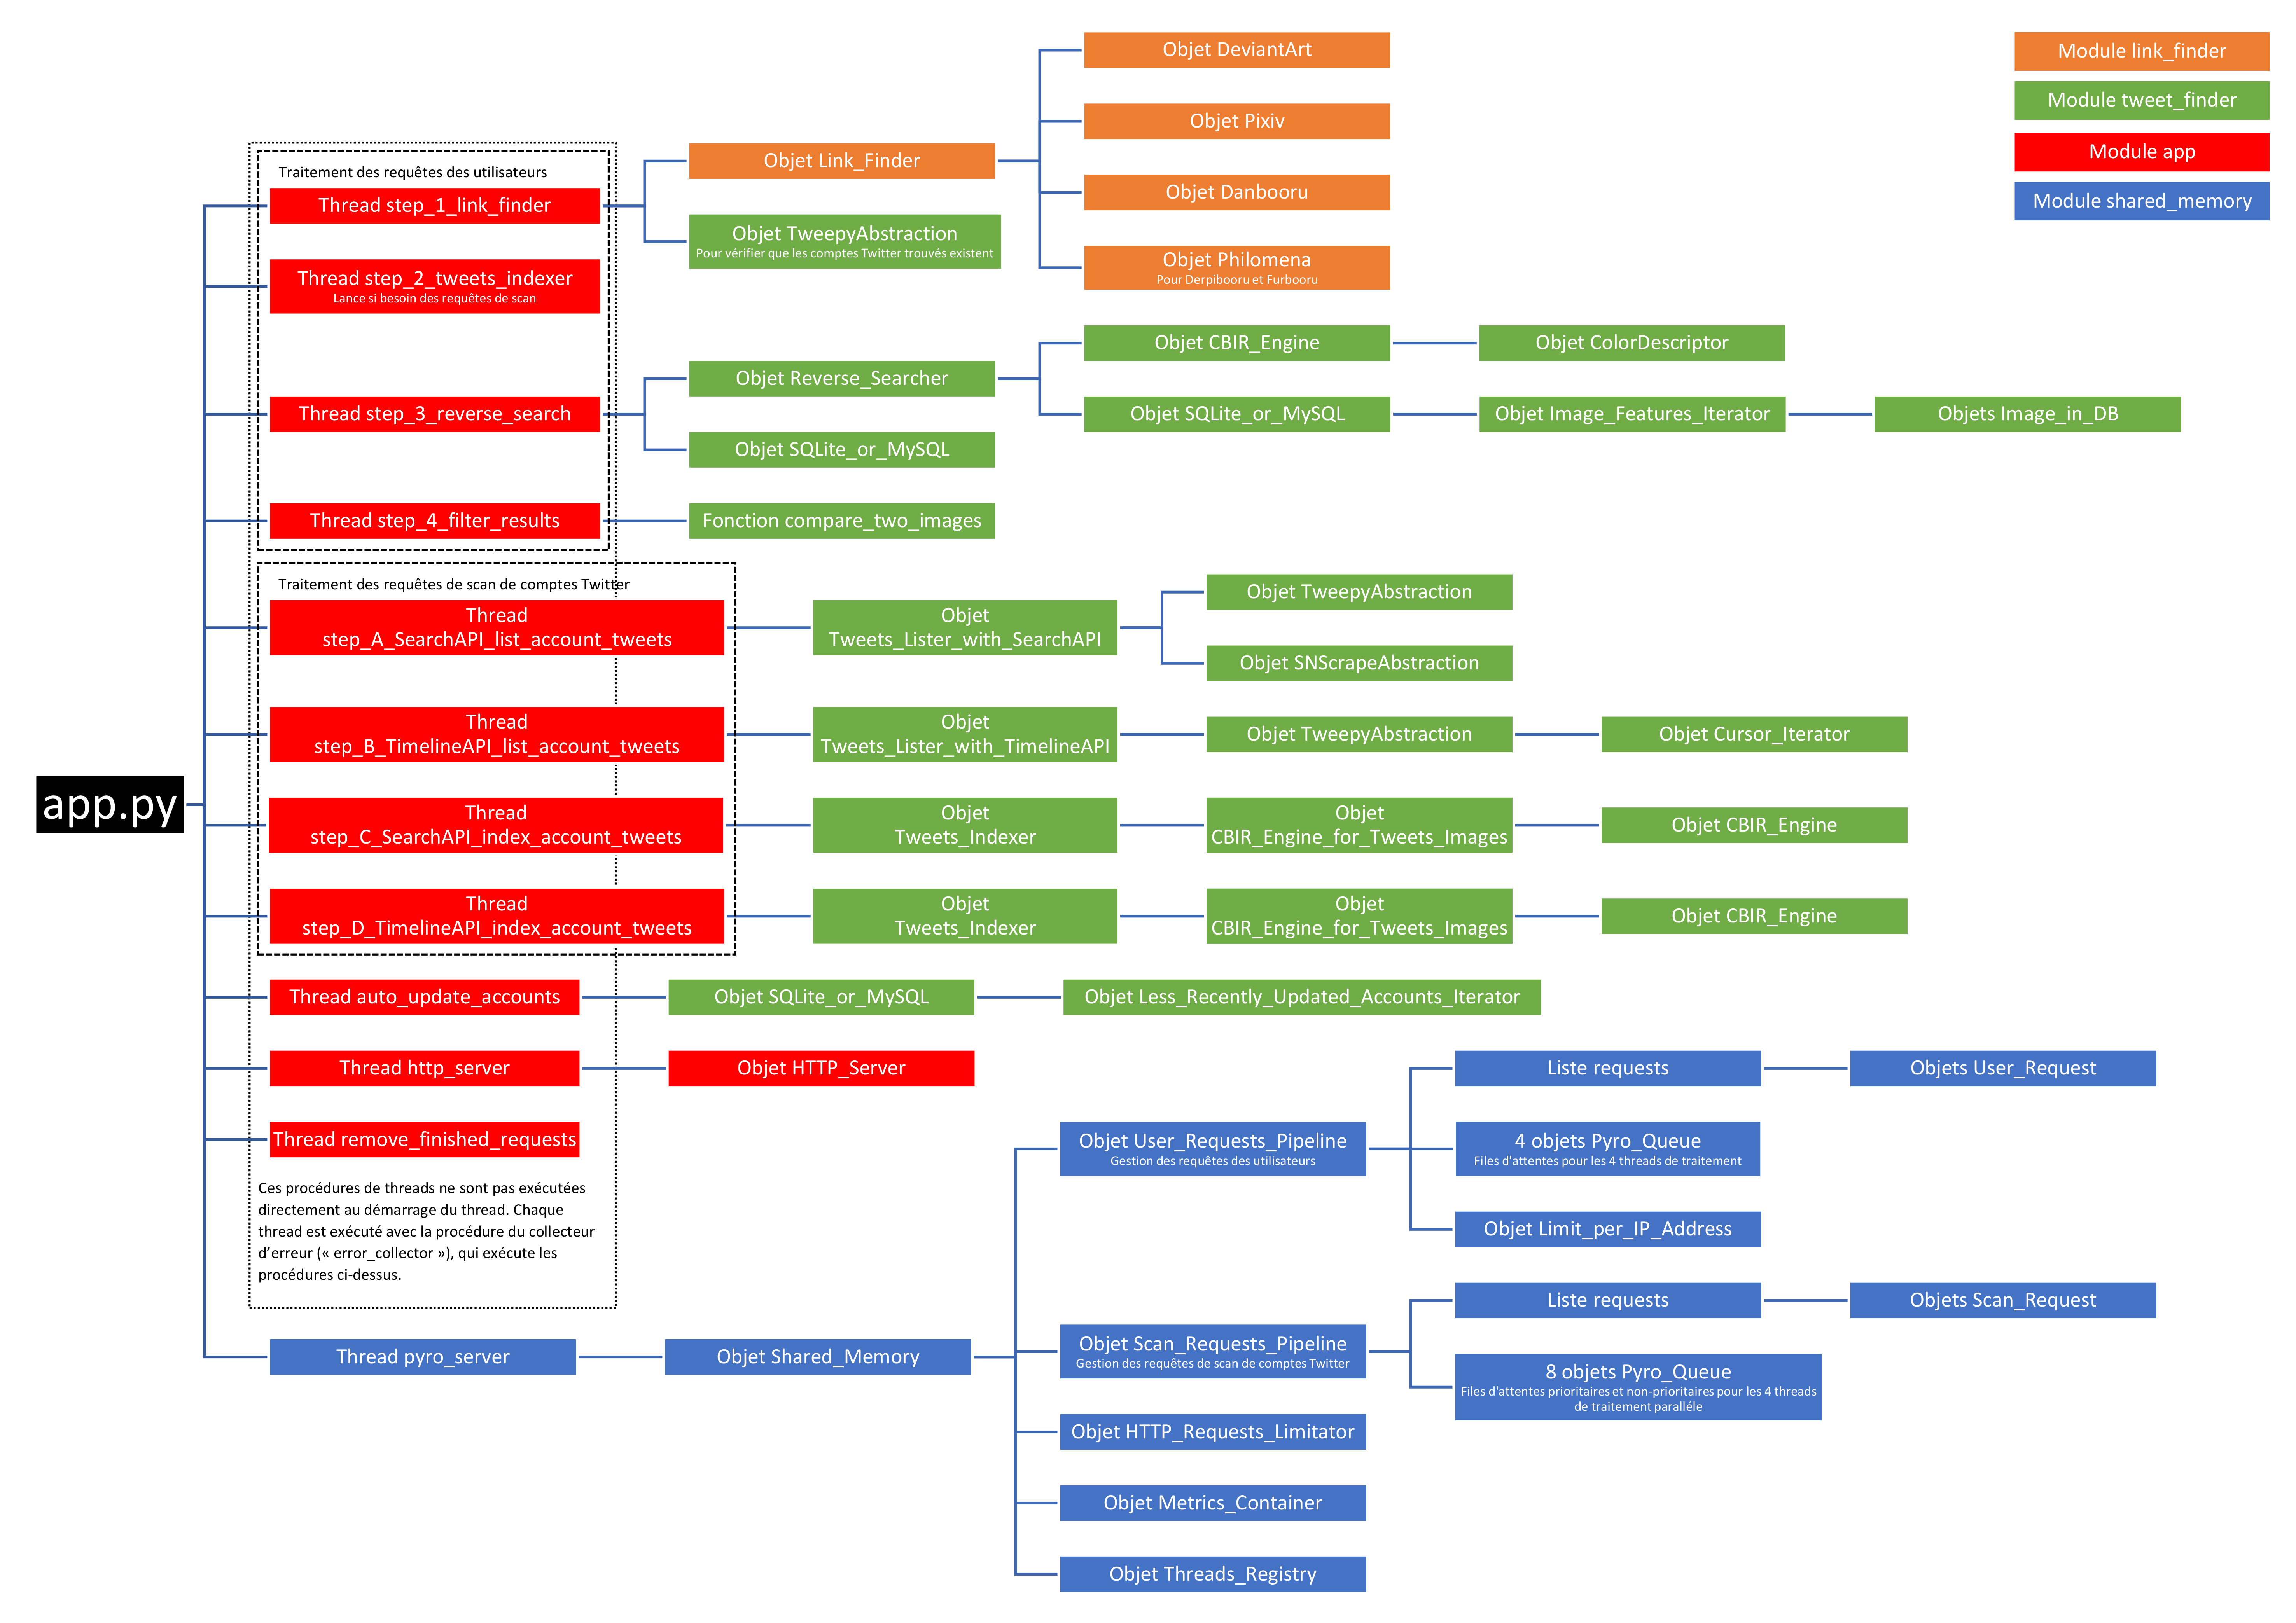 Module link_finder
Module tweet_finder
Module app
Module shared_memory
app.py
Traitement des requêtes des utilisateurs
Thread step_1_link_finder
Objet Link_Finder
Objet DeviantArt
Objet Pixiv
Objet Danbooru
Objet Philomena
Pour Derpibooru et Furbooru
Objet TweepyAbstraction
Pour vérifier que les comptes Twitter trouvés existent
Thread step_2_tweets_indexer
Lance si besoin des requêtes de scan
Thread step_3_reverse_search
Objet Reverse_Searcher
Objet CBIR_Engine
Objet ColorDescriptor
Objet SQLite_or_MySQL
Objet Image_Features_Iterator
Objets Image_in_DB
Objet SQLite_or_MySQL
Thread step_4_filter_results
Fonction compare_two_images
Traitement des requêtes de scan de comptes Twitter
Thread
step_A_SearchAPI_list_account_tweets
Objet
Tweets_Lister_with_SearchAPI
Objet TweepyAbstraction
Objet SNScrapeAbstraction
Thread
step_B_TimelineAPI_list_account_tweets
Objet
Tweets_Lister_with_TimelineAPI
Objet TweepyAbstraction
Objet Cursor_Iterator
Thread
step_C_SearchAPI_index_account_tweets
Objet
Tweets_Indexer
Objet
CBIR_Engine_for_Tweets_Images
Objet CBIR_Engine
Thread
step_D_TimelineAPI_index_account_tweets
Objet
Tweets_Indexer
Objet
CBIR_Engine_for_Tweets_Images
Objet CBIR_Engine
Thread auto_update_accounts
Objet SQLite_or_MySQL
Objet Less_Recently_Updated_Accounts_Iterator
Thread http_server
Objet HTTP_Server
Thread remove_finished_requests
Ces procédures de threads ne sont pas exécutées
directement au démarrage du thread. Chaque
thread est exécuté avec la procédure du collecteur
d’erreur (« error_collector »), qui exécute les
procédures ci-dessus.
Thread pyro_server
Objet Shared_Memory
Objet User_Requests_Pipeline
Gestion des requêtes des utilisateurs
Liste requests
Objets User_Request
4 objets Pyro_Queue
Files d'attentes pour les 4 threads de traitement
Objet Limit_per_IP_Address
Objet Scan_Requests_Pipeline
Gestion des requêtes de scan de comptes Twitter
Liste requests
Objets Scan_Request
8 objets Pyro_Queue
Files d'attentes prioritaires et non-prioritaires pour les 4 threads
de traitement paralléle
Objet HTTP_Requests_Limitator
Objet Metrics_Container
Objet Threads_Registry